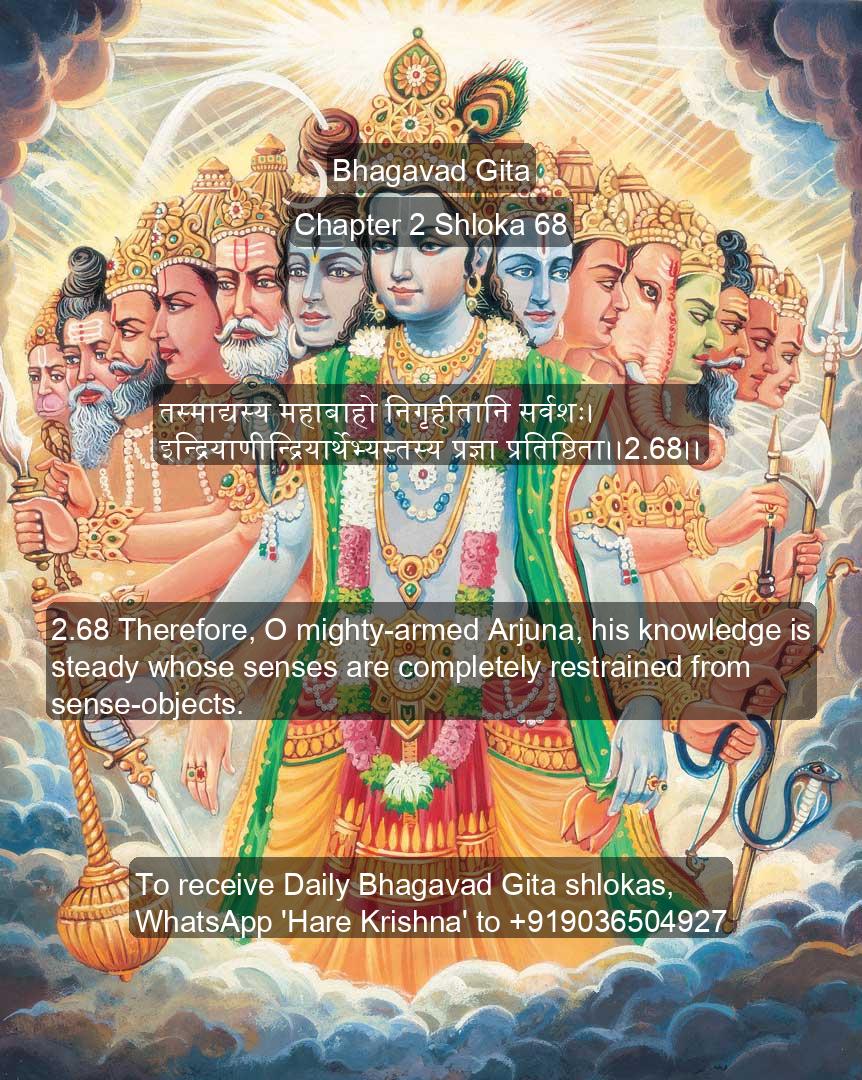 Bhagavad Gita
Chapter 2 Shloka 68
तस्माद्यस्य महाबाहो निगृहीतानि सर्वशः।
इन्द्रियाणीन्द्रियार्थेभ्यस्तस्य प्रज्ञा प्रतिष्ठिता।।2.68।।
2.68 Therefore, O mighty-armed Arjuna, his knowledge is
steady whose senses are completely restrained from
sense-objects.
To receive Daily Bhagavad Gita shlokas,
WhatsApp 'Hare Krishna' to +919036504927